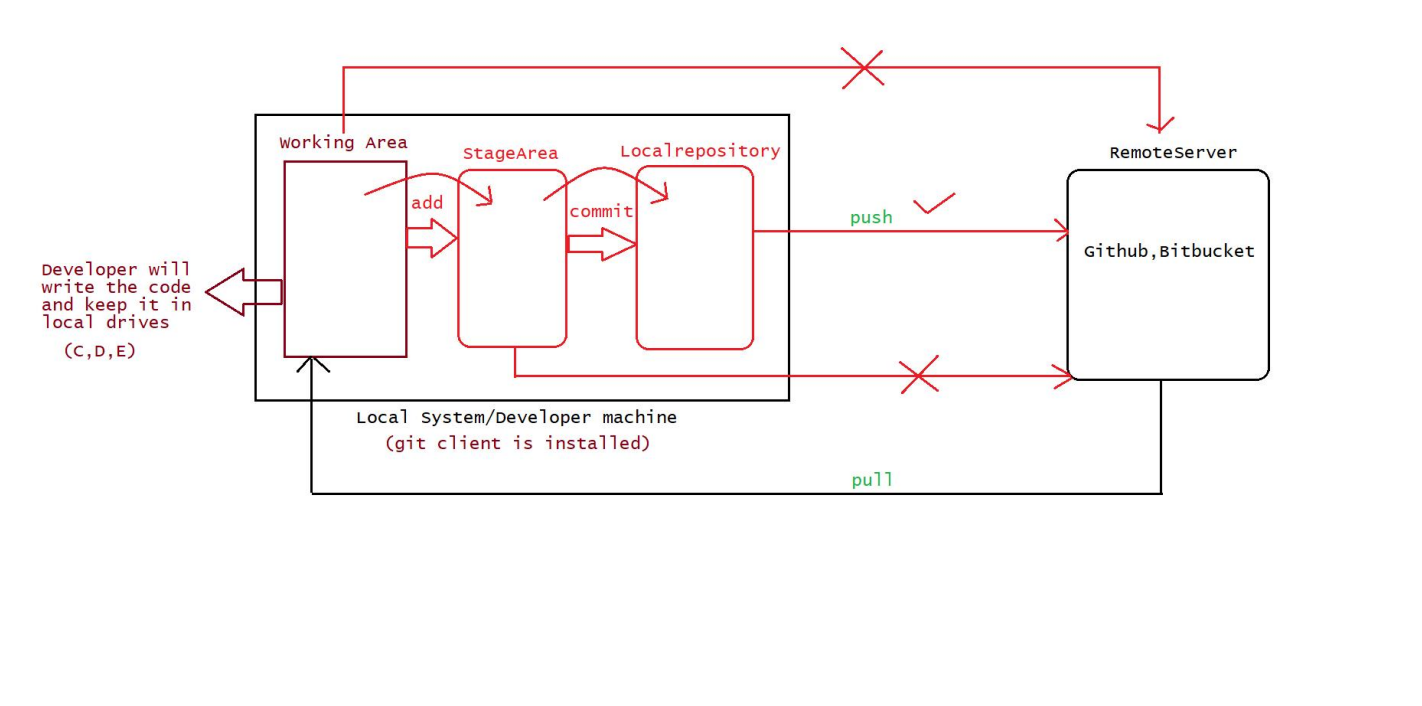 Working Area
StageArea
Localrepository
RemoteServer
add
commit
push
Github,Bitbucket
Developer will
write the code
and keep it in
local drives
(C,D,E)
Local System/Developer machine
(git client is installed)
pull